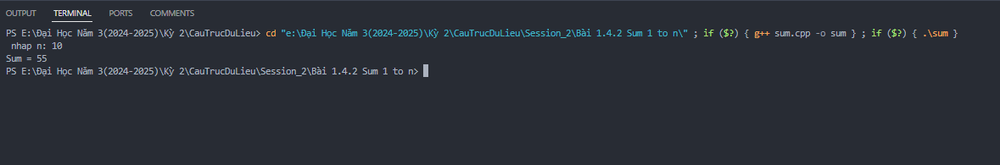 OUTPUT TERMINAL PORTS COMMENTS
PS E:\Đại Học Năm 3(2024-2025)\Kỳ 2\CauTrucDuLieu> cd "e:\Đại Học Năm 3(2024-2025)\Kỳ 2\CauTrucDuLieu\Session_2\Bài 1.4.2 Sum 1 to n\" ; if ($?) { g++ sum.cpp -o sum } ; if ($?) { .\sum }
nhap n: 10
Sum = 55
PS E:\Đại Học Năm 3(2024-2025)\Kỳ 2\CauTrucDuLieu\Session_2\Bài 1.4.2 Sum 1 to n>